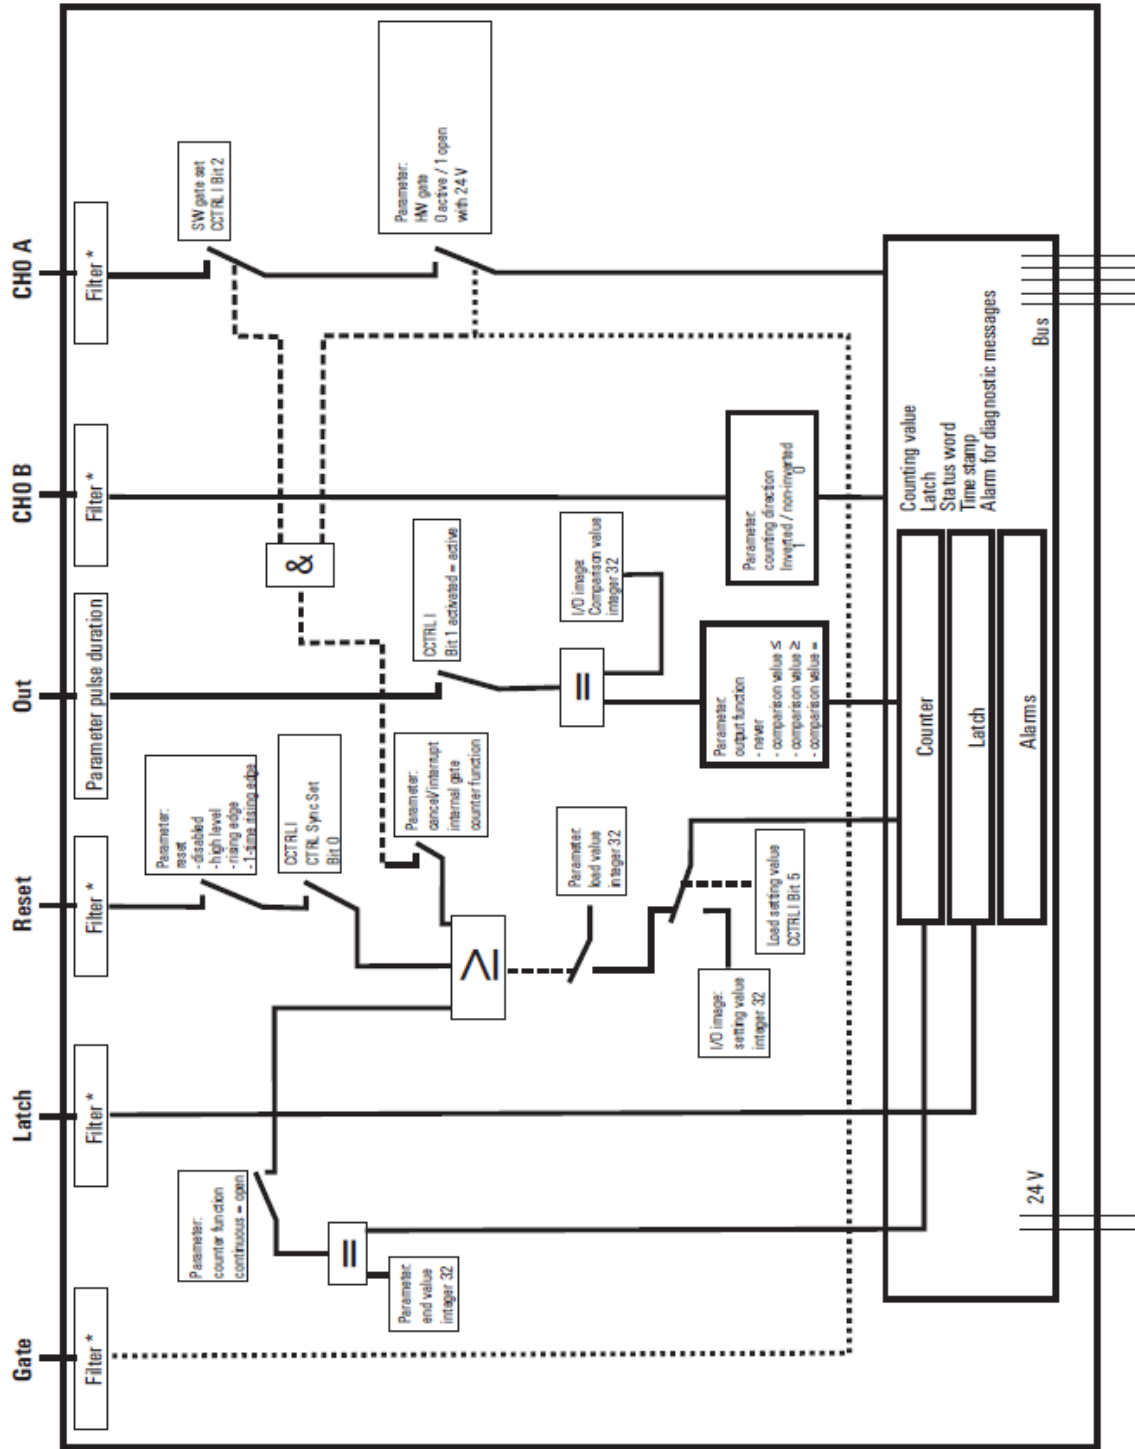 CH0 A
CH0 B
Out
Reset
Latch
Gate
Filter *
Filter *
Parameter pulse duration
Filter *
Filter *
Filter *
SW gate set
CCTRL I Bit 2
Parameter:
HW gate
0 active / 1 open
with 24 V
&
CCTRL I
Bit 1 activated = active
I/O image:
Comparison value
integer 32
=
Parameter:
counting direction
Inverted / non-inverted
1 0
Parameter:
output function
- never
- comparison value ≤
- comparison value ≥
- comparison value =
Parameter:
reset
- disabled
- high level
- rising edge
- 1-time rising edge
CCTRL I
CTRL Sync Set
Bit 0
Parameter:
cancel/interrupt
internal gate
counter function
≥
Parameter:
load value
integer 32
Load setting value
CCTRL I Bit 5
I/O image:
setting value
integer 32
Parameter:
counter function
continuous = open
=
Parameter:
end value
integer 32
Counting value
Latch
Status word
Time stamp
Alarm for diagnostic messages
Bus
Counter
Latch
Alarms
24 V